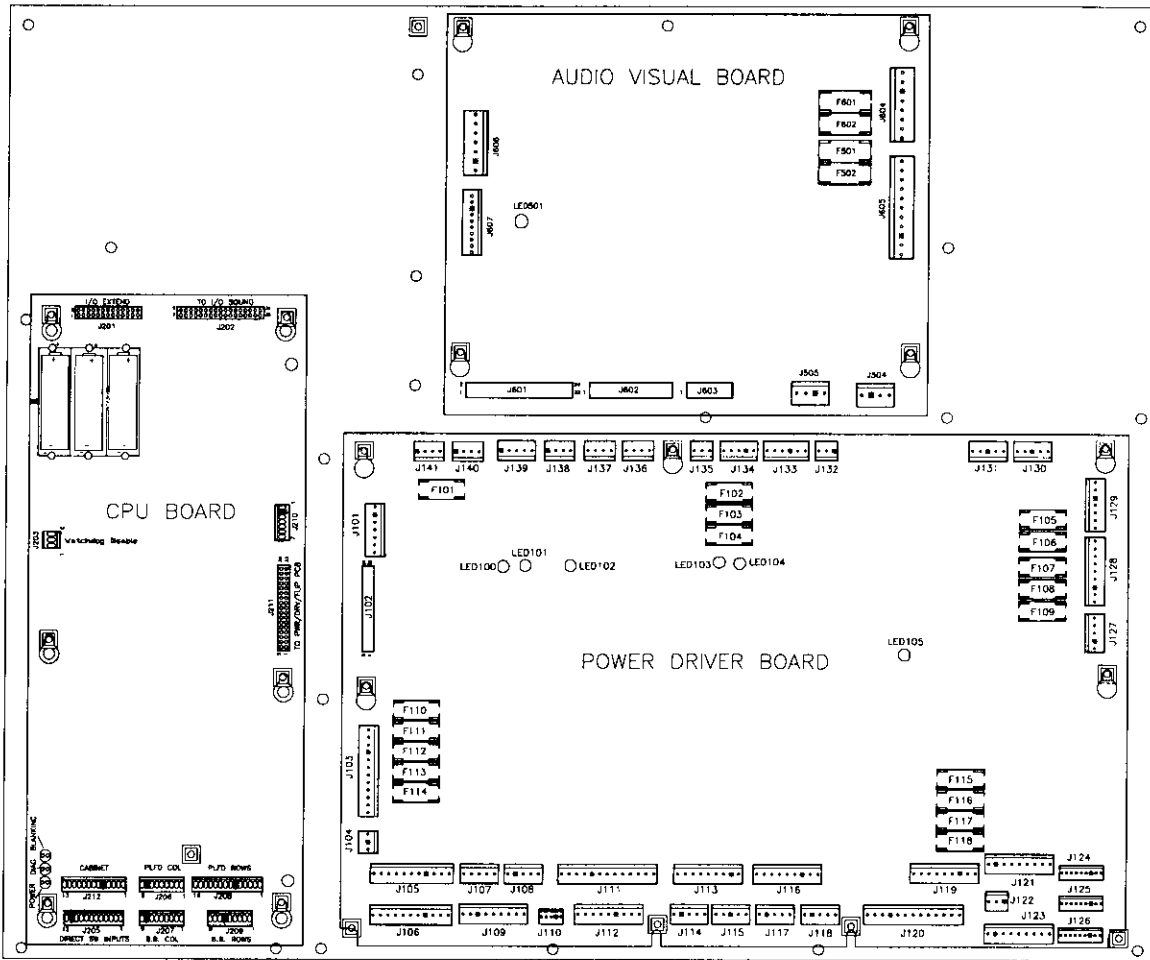 AUDIO VISUAL BOARD
F601
F602
F501
F502
J604
J605
J606
J607
LED501
J601
J602
J603
J505
J504
I/O EXTEND
J201
TO I/O SOUND
J202
CPU BOARD
J203
Watchdog Disable
J210
J211
TO PWR/DRV/FLIP PCB
POWER DIAG BLANKING
CABINET
J212
PLFD COL
J206
PLFD ROWS
J208
J205
DIRECT SW INPUTS
J207
B.B. COL
J209
B.B. ROWS
J141
J140
J139
J138
J137
J136
J135
J134
J133
J132
J131
J130
F101
F102
F103
F104
J101
J102
LED100
LED101
LED102
LED103
LED104
F105
F106
F107
F108
F109
J129
J128
J127
LED105
POWER DRIVER BOARD
F110
F111
F112
F113
F114
J103
J104
F115
F116
F117
F118
J105
J107
J108
J111
J113
J116
J119
J121
J124
J122
J125
J123
J126
J106
J109
J110
J112
J114
J115
J117
J118
J120